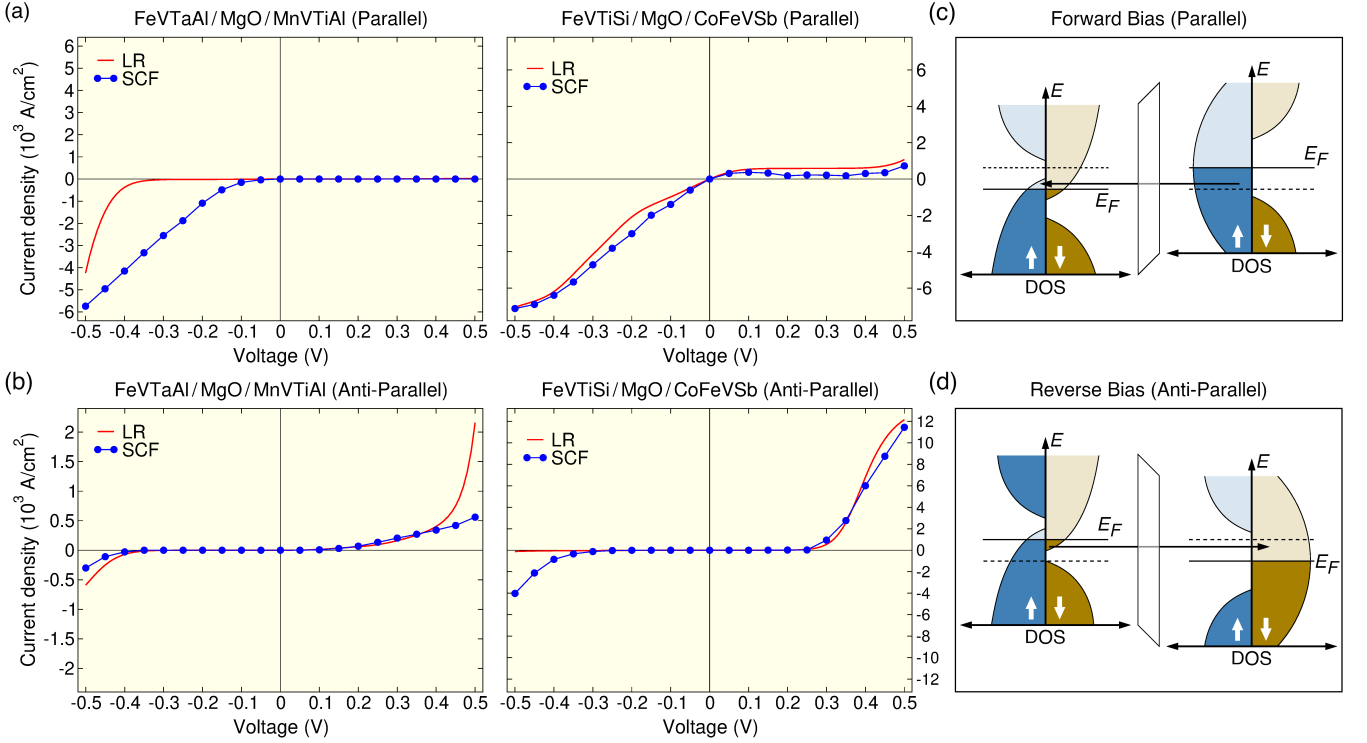 (a)
FeVTaAl/MgO/MnVTiAl (Parallel)
6
5
4
3
2
1
0
-1
-2
-3
-4
-5
-6
Current density (10³ A/cm²)
LR
SCF
-0.5 -0.4 -0.3 -0.2 -0.1 0 0.1 0.2 0.3 0.4 0.5
Voltage (V)
FeVTiSi/MgO/CoFeVSb (Parallel)
LR
SCF
6
4
2
0
-2
-4
-6
-0.5 -0.4 -0.3 -0.2 -0.1 0 0.1 0.2 0.3 0.4 0.5
Voltage (V)
(c)
Forward Bias (Parallel)
E
E_F
DOS
E
E_F
DOS
(b)
FeVTaAl/MgO/MnVTiAl (Anti-Parallel)
2
1.5
1
0.5
0
-0.5
-1
-1.5
-2
Current density (10³ A/cm²)
LR
SCF
-0.5 -0.4 -0.3 -0.2 -0.1 0 0.1 0.2 0.3 0.4 0.5
Voltage (V)
FeVTiSi/MgO/CoFeVSb (Anti-Parallel)
LR
SCF
12
10
8
6
4
2
0
-2
-4
-6
-8
-10
-12
-0.5 -0.4 -0.3 -0.2 -0.1 0 0.1 0.2 0.3 0.4 0.5
Voltage (V)
(d)
Reverse Bias (Anti-Parallel)
E
E_F
DOS
E
E_F
DOS